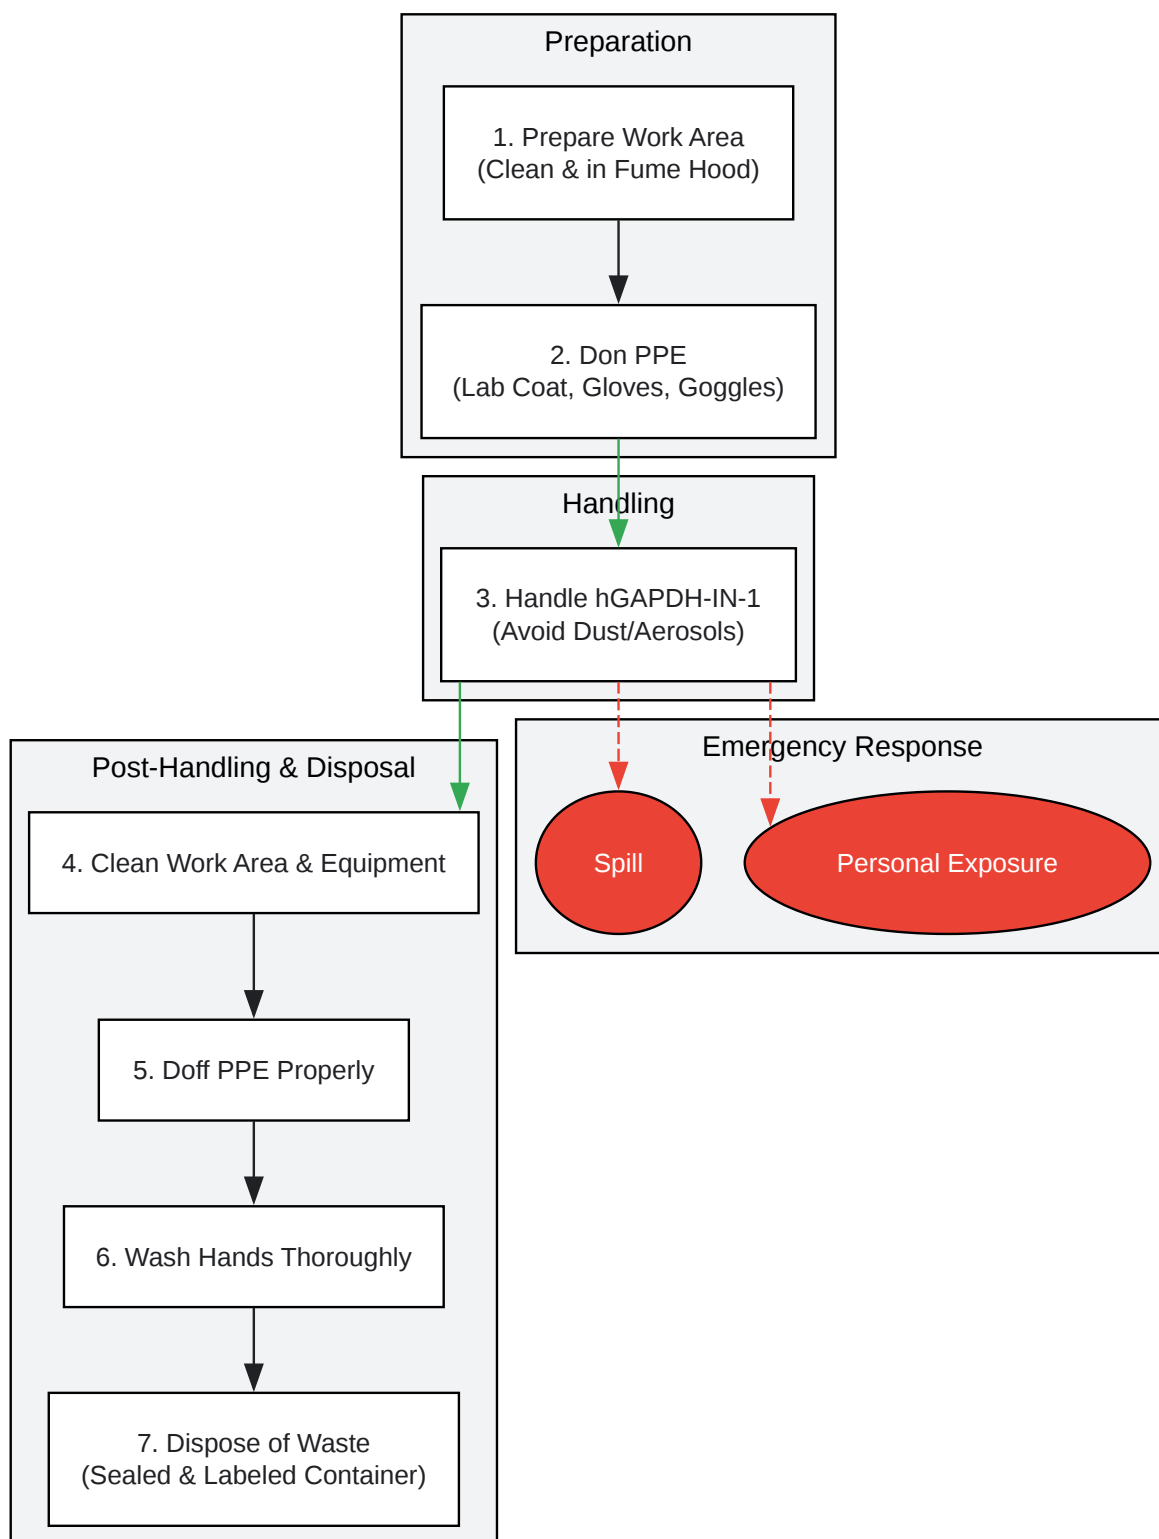 Preparation
1. Prepare Work Area
(Clean & in Fume Hood)
2. Don PPE
(Lab Coat, Gloves, Goggles)
Handling
3. Handle hGAPDH-IN-1
(Avoid Dust/Aerosols)
Emergency Response
Spill
Personal Exposure
Post-Handling & Disposal
4. Clean Work Area & Equipment
5. Doff PPE Properly
6. Wash Hands Thoroughly
7. Dispose of Waste
(Sealed & Labeled Container)